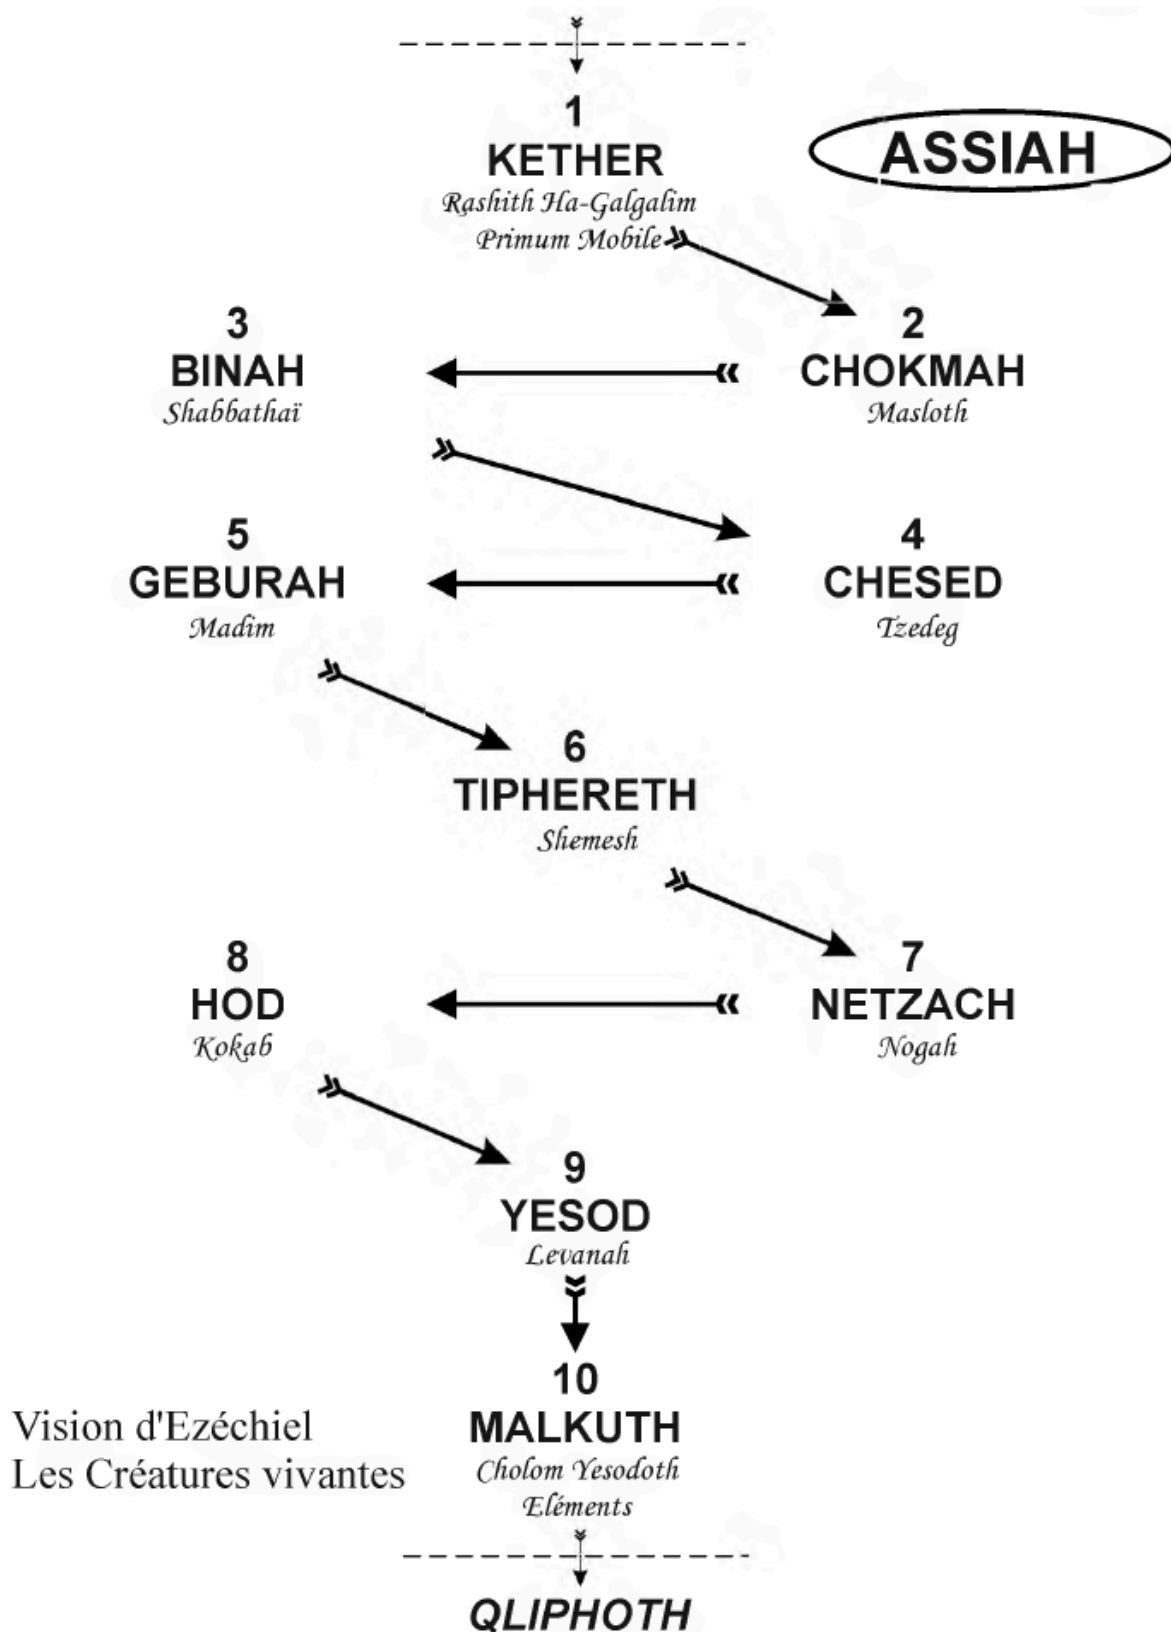 1
KETHER
Rashith Ha-Galgalim
Primum Mobile
ASSIAH
3
BINAH
Shabbathaï
2
CHOKMAH
Masloth
5
GEBURAH
Madim
4
CHESED
Tzedeg
6
TIPHERETH
Shemesh
8
HOD
Kokab
7
NETZACH
Nogah
9
YESOD
Levanah
10
MALKUTH
Cholom Yesodoth
Eléments
Vision d'Ezéchiel
Les Créatures vivantes
QLIPHOTH